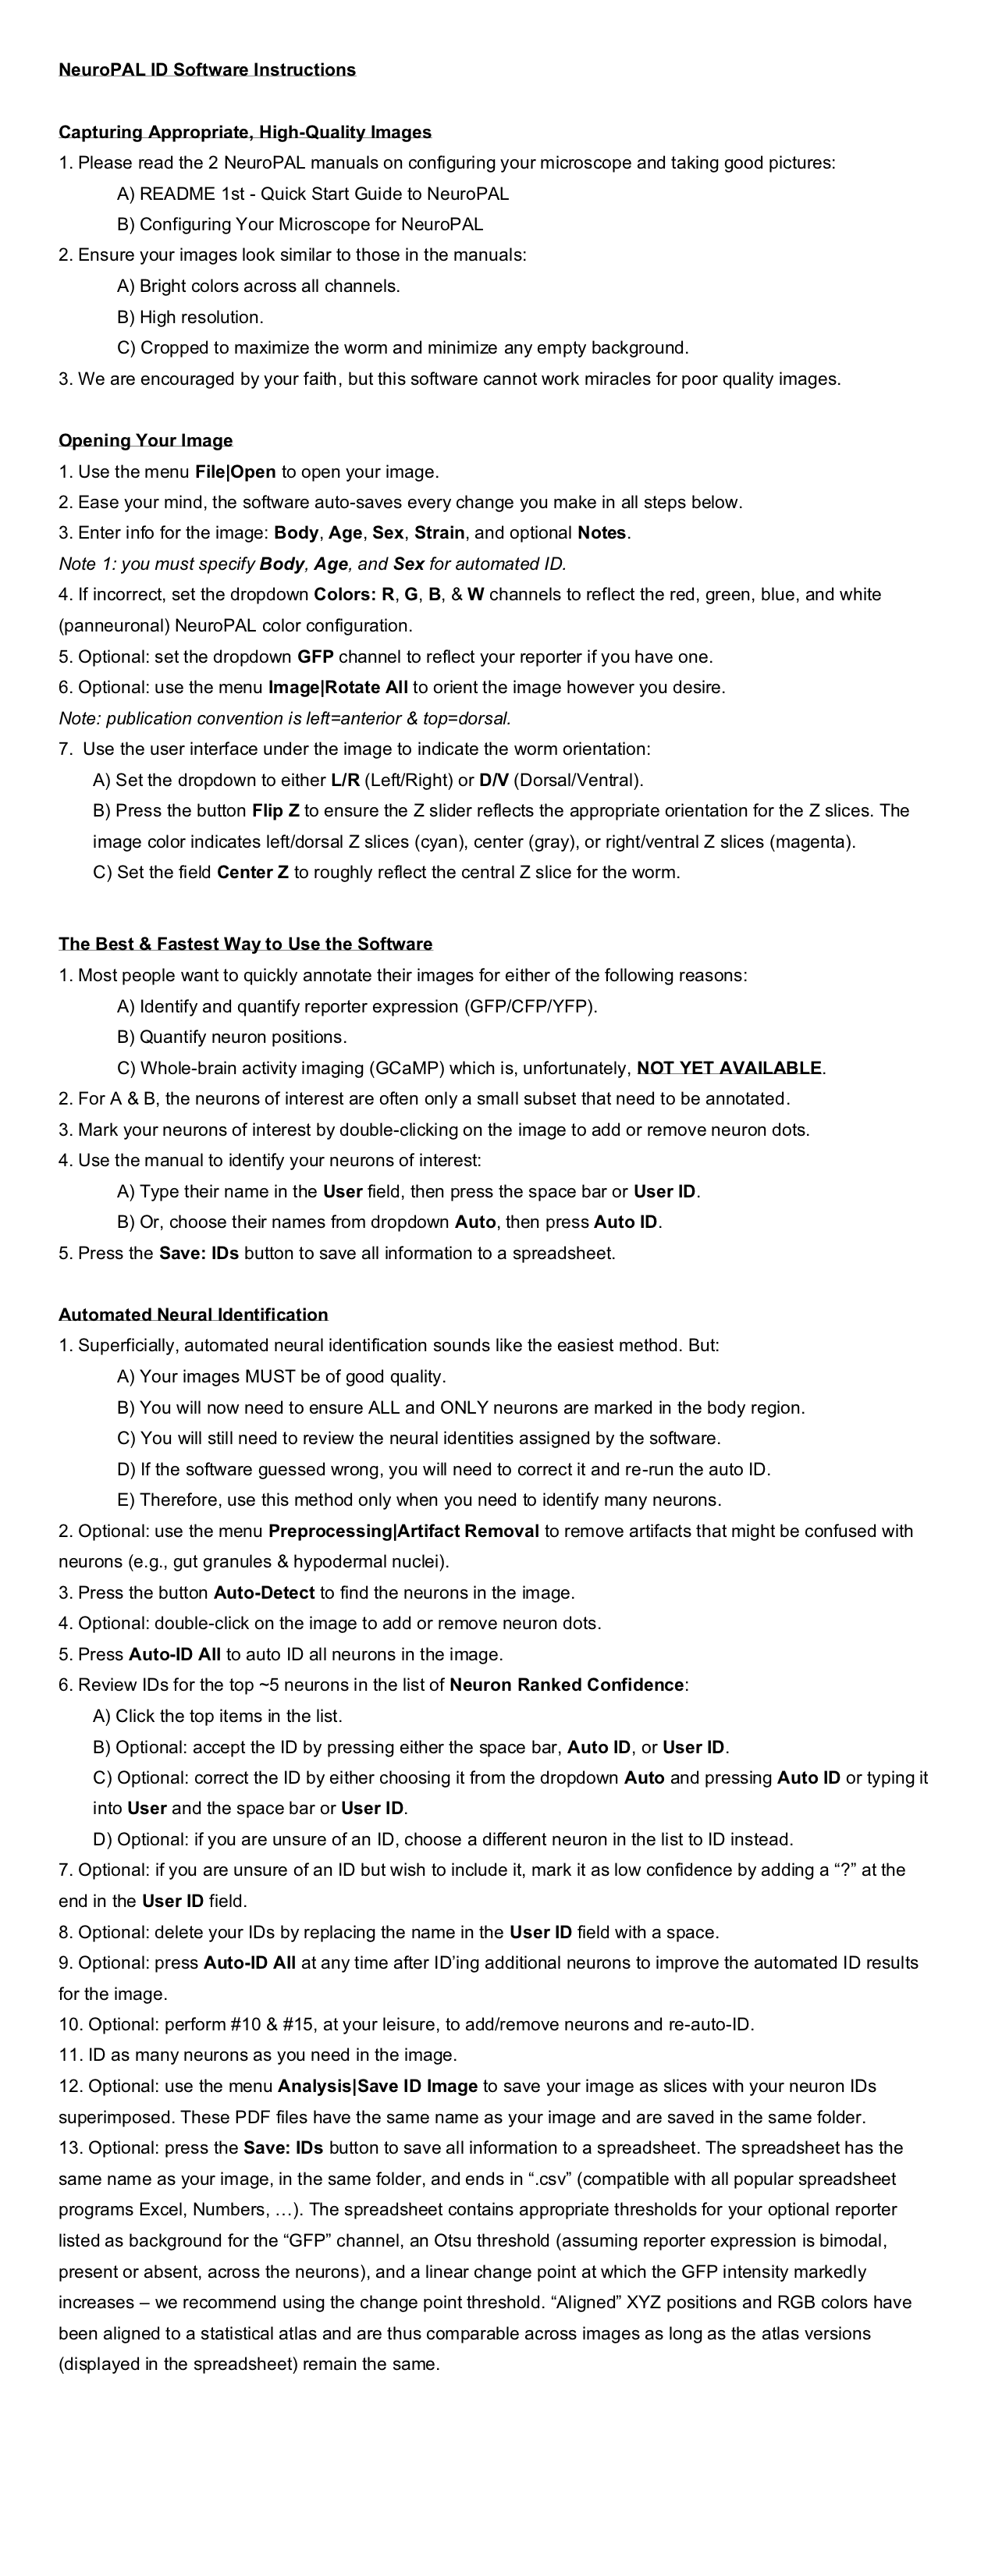 NeuroPAL ID Software Instructions
Capturing Appropriate, High-Quality Images
1. Please read the 2 NeuroPAL manuals on configuring your microscope and taking good pictures:
A) README 1st - Quick Start Guide to NeuroPAL
B) Configuring Your Microscope for NeuroPAL
2. Ensure your images look similar to those in the manuals:
A) Bright colors across all channels.
B) High resolution.
C) Cropped to maximize the worm and minimize any empty background.
3. We are encouraged by your faith, but this software cannot work miracles for poor quality images.
Opening Your Image
1. Use the menu File|Open to open your image.
2. Ease your mind, the software auto-saves every change you make in all steps below.
3. Enter info for the image: Body, Age, Sex, Strain, and optional Notes.
Note 1: you must specify Body, Age, and Sex for automated ID.
4. If incorrect, set the dropdown Colors: R, G, B, & W channels to reflect the red, green, blue, and white
(panneuronal) NeuroPAL color configuration.
5. Optional: set the dropdown GFP channel to reflect your reporter if you have one.
6. Optional: use the menu Image|Rotate All to orient the image however you desire.
Note: publication convention is left=anterior & top=dorsal.
7.  Use the user interface under the image to indicate the worm orientation:
A) Set the dropdown to either L/R (Left/Right) or D/V (Dorsal/Ventral).
B) Press the button Flip Z to ensure the Z slider reflects the appropriate orientation for the Z slices. The
image color indicates left/dorsal Z slices (cyan), center (gray), or right/ventral Z slices (magenta).
C) Set the field Center Z to roughly reflect the central Z slice for the worm.
The Best & Fastest Way to Use the Software
1. Most people want to quickly annotate their images for either of the following reasons:
A) Identify and quantify reporter expression (GFP/CFP/YFP).
B) Quantify neuron positions.
C) Whole-brain activity imaging (GCaMP) which is, unfortunately, NOT YET AVAILABLE.
2. For A & B, the neurons of interest are often only a small subset that need to be annotated.
3. Mark your neurons of interest by double-clicking on the image to add or remove neuron dots.
4. Use the manual to identify your neurons of interest:
A) Type their name in the User field, then press the space bar or User ID.
B) Or, choose their names from dropdown Auto, then press Auto ID.
5. Press the Save: IDs button to save all information to a spreadsheet.
Automated Neural Identification
1. Superficially, automated neural identification sounds like the easiest method. But:
A) Your images MUST be of good quality.
B) You will now need to ensure ALL and ONLY neurons are marked in the body region.
C) You will still need to review the neural identities assigned by the software.
D) If the software guessed wrong, you will need to correct it and re-run the auto ID.
E) Therefore, use this method only when you need to identify many neurons.
2. Optional: use the menu Preprocessing|Artifact Removal to remove artifacts that might be confused with
neurons (e.g., gut granules & hypodermal nuclei).
3. Press the button Auto-Detect to find the neurons in the image.
4. Optional: double-click on the image to add or remove neuron dots.
5. Press Auto-ID All to auto ID all neurons in the image.
6. Review IDs for the top ~5 neurons in the list of Neuron Ranked Confidence:
A) Click the top items in the list.
B) Optional: accept the ID by pressing either the space bar, Auto ID, or User ID.
C) Optional: correct the ID by either choosing it from the dropdown Auto and pressing Auto ID or typing it
into User and the space bar or User ID.
D) Optional: if you are unsure of an ID, choose a different neuron in the list to ID instead.
7. Optional: if you are unsure of an ID but wish to include it, mark it as low confidence by adding a “?” at the
end in the User ID field.
8. Optional: delete your IDs by replacing the name in the User ID field with a space.
9. Optional: press Auto-ID All at any time after ID’ing additional neurons to improve the automated ID results
for the image.
10. Optional: perform #10 & #15, at your leisure, to add/remove neurons and re-auto-ID.
11. ID as many neurons as you need in the image.
12. Optional: use the menu Analysis|Save ID Image to save your image as slices with your neuron IDs
superimposed. These PDF files have the same name as your image and are saved in the same folder.
13. Optional: press the Save: IDs button to save all information to a spreadsheet. The spreadsheet has the
same name as your image, in the same folder, and ends in “.csv” (compatible with all popular spreadsheet
programs Excel, Numbers, …). The spreadsheet contains appropriate thresholds for your optional reporter
listed as background for the “GFP” channel, an Otsu threshold (assuming reporter expression is bimodal,
present or absent, across the neurons), and a linear change point at which the GFP intensity markedly
increases – we recommend using the change point threshold. “Aligned” XYZ positions and RGB colors have
been aligned to a statistical atlas and are thus comparable across images as long as the atlas versions
(displayed in the spreadsheet) remain the same.